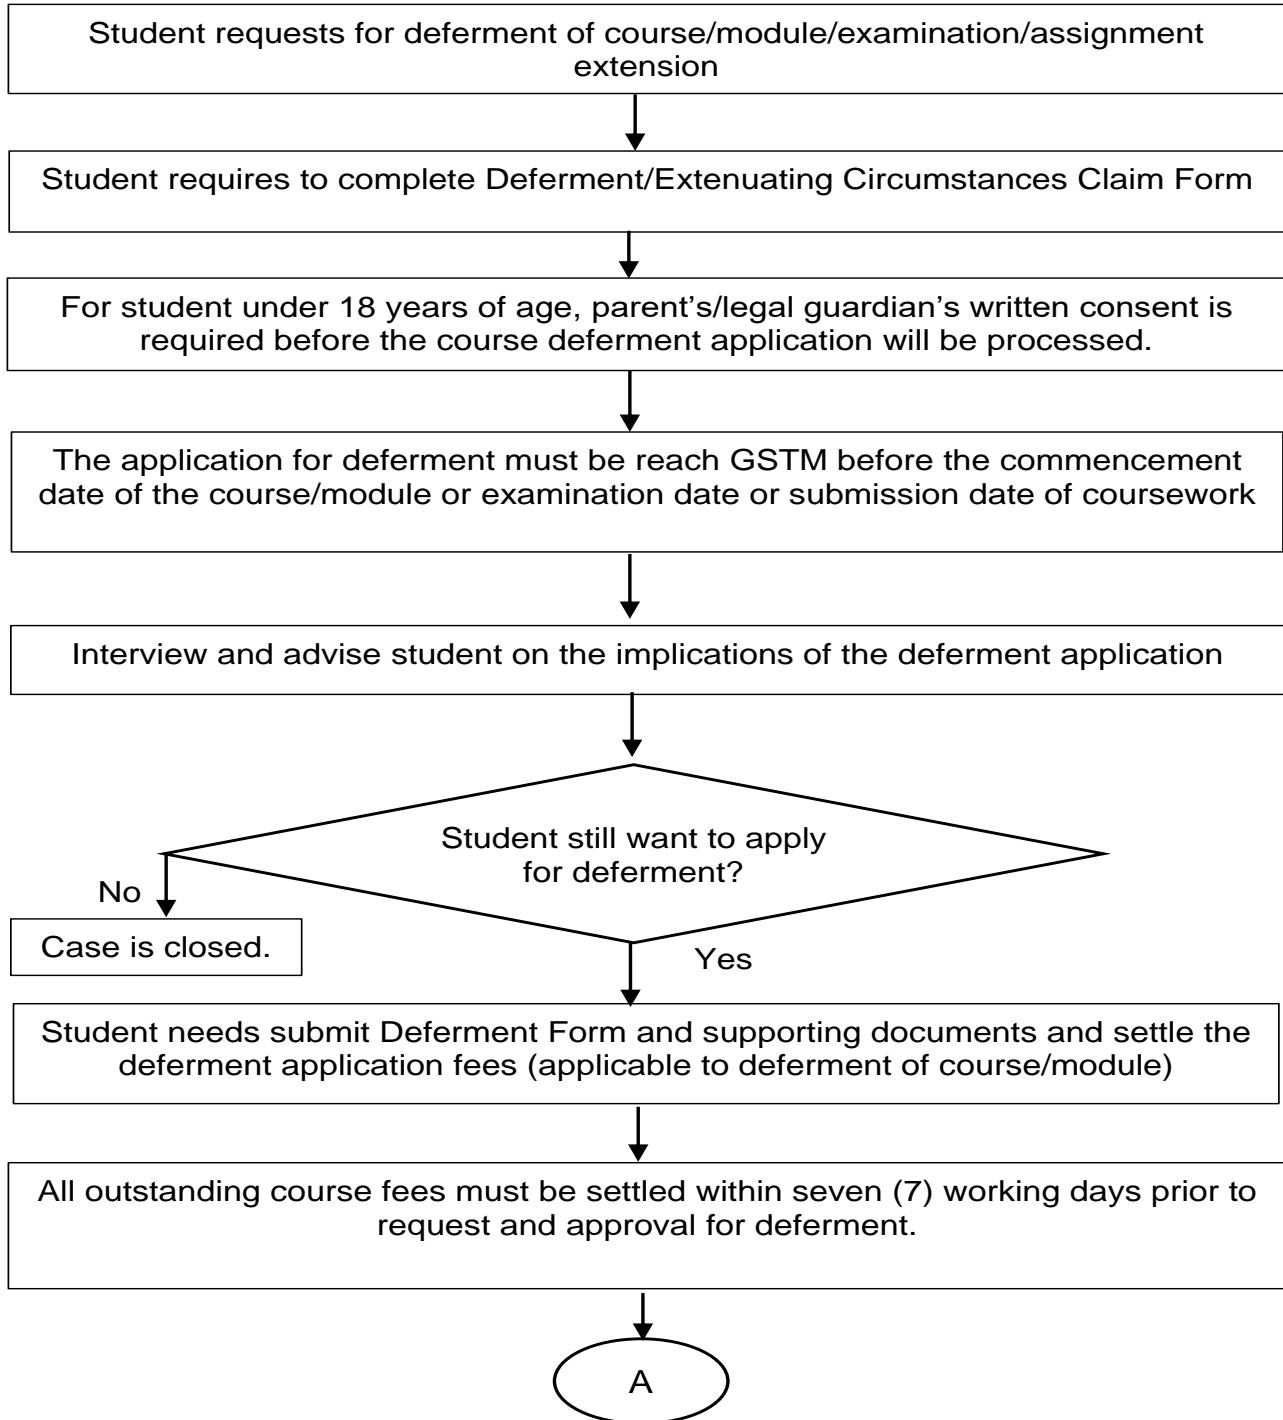 Student requests for deferment of course/module/examination/assignment
extension
Student requires to complete Deferment/Extenuating Circumstances Claim Form
For student under 18 years of age, parent's/legal guardian's written consent is
required before the course deferment application will be processed.
The application for deferment must be reach GSTM before the commencement
date of the course/module or examination date or submission date of coursework
Interview and advise student on the implications of the deferment application
Student still want to apply
for deferment?
No
Case is closed.
Yes
Student needs submit Deferment Form and supporting documents and settle the
deferment application fees (applicable to deferment of course/module)
All outstanding course fees must be settled within seven (7) working days prior to
request and approval for deferment.
A